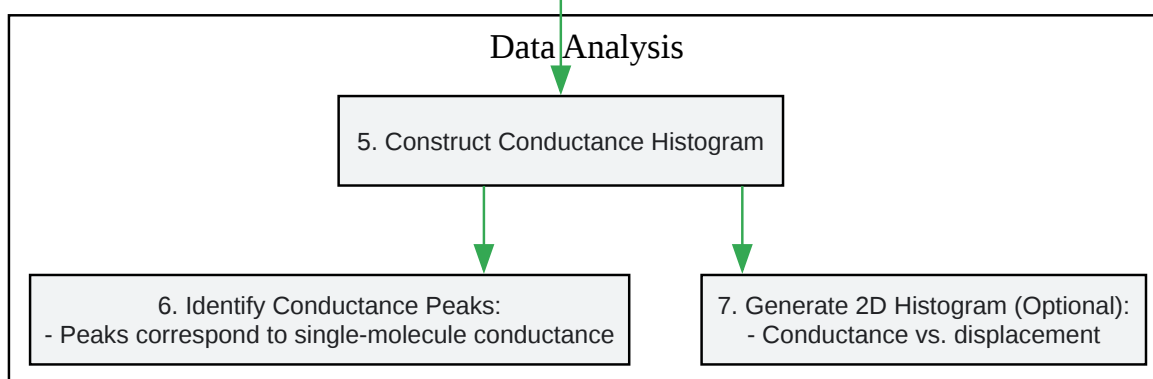 Data Analysis
5. Construct Conductance Histogram
6. Identify Conductance Peaks:
- Peaks correspond to single-molecule conductance
7. Generate 2D Histogram (Optional):
- Conductance vs. displacement